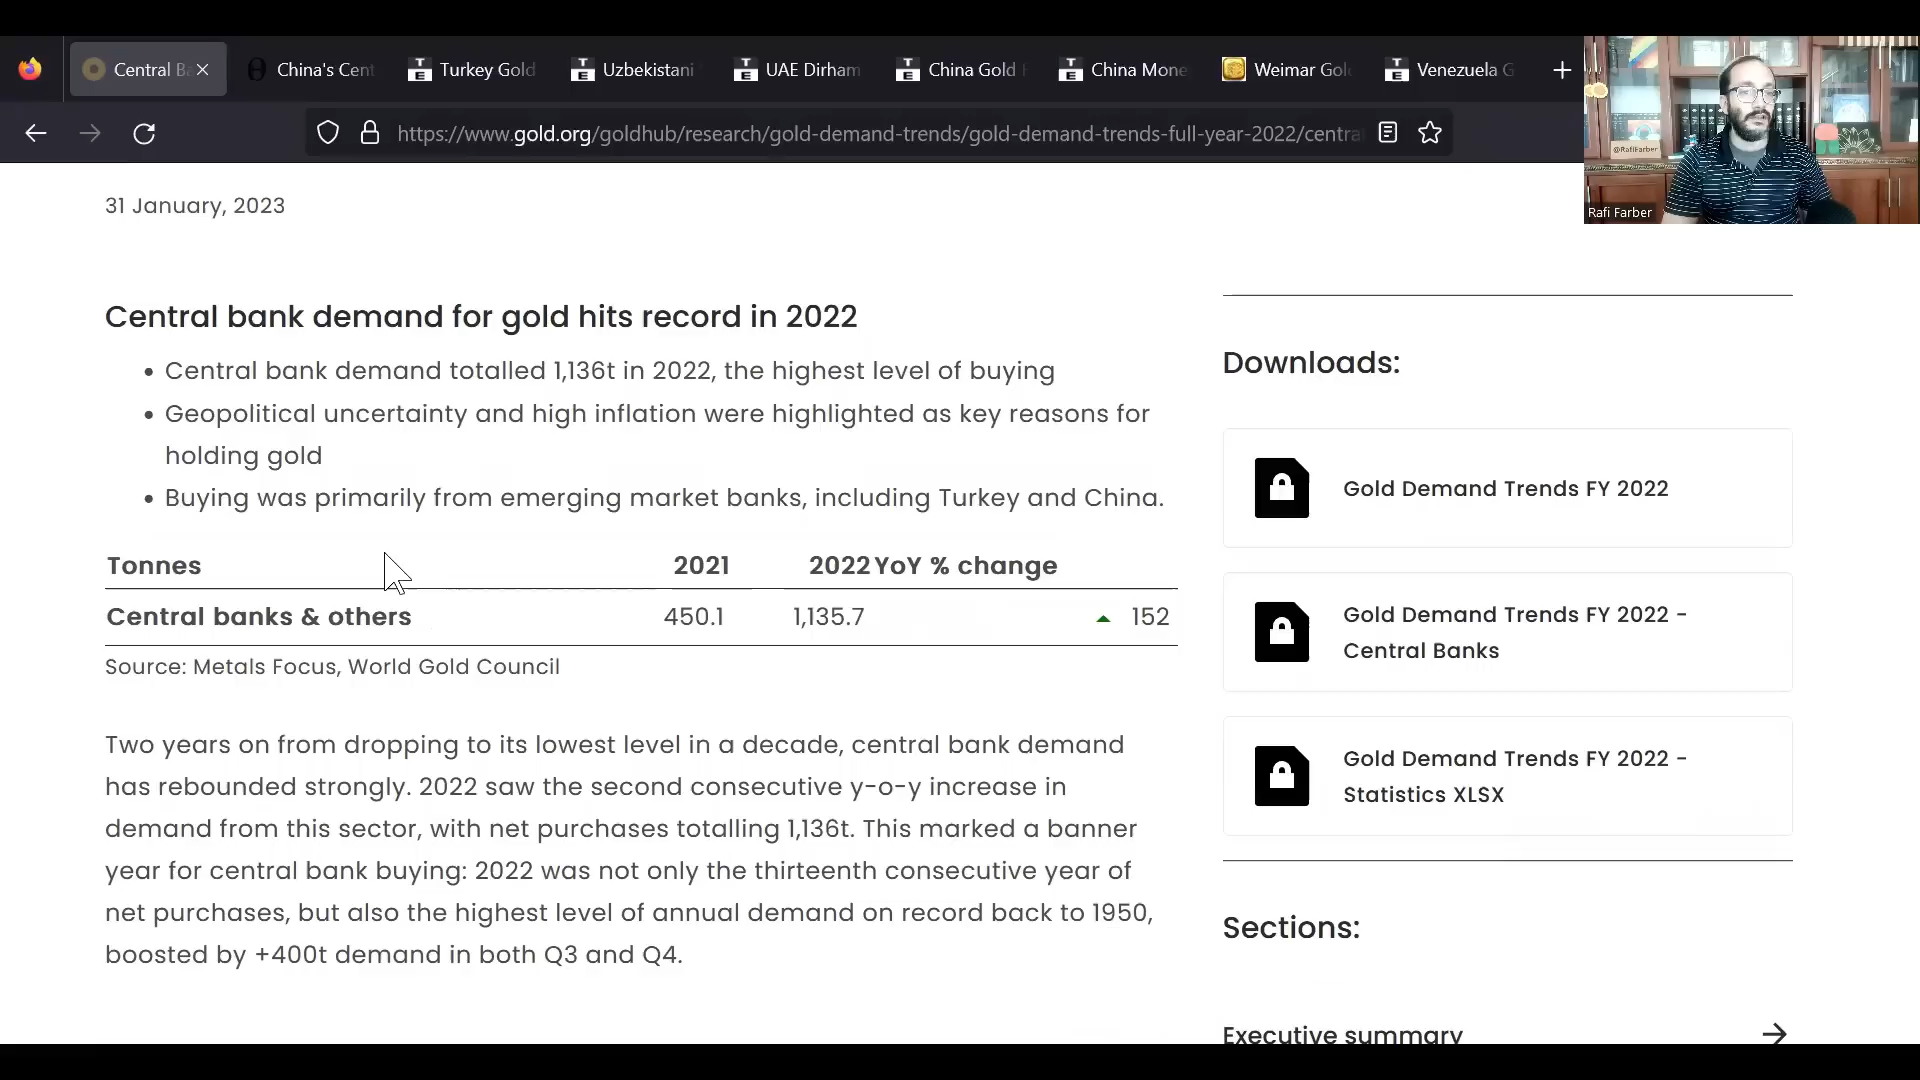 Central B
China's Cent
Turkey Gold
Uzbekistani
UAE Dirham
China Gold
China Mone
Weimar Gol
Venezuela G
https://www.gold.org/goldhub/research/gold-demand-trends/gold-demand-trends-full-year-2022/centra
@RafiFarber
Rafi Farber
31 January, 2023
Central bank demand for gold hits record in 2022
• Central bank demand totalled 1,136t in 2022, the highest level of buying
• Geopolitical uncertainty and high inflation were highlighted as key reasons for
holding gold
• Buying was primarily from emerging market banks, including Turkey and China.
Tonnes 2021 2022 YoY % change
Central banks & others 450.1 1,135.7 ▲ 152
Source: Metals Focus, World Gold Council
Two years on from dropping to its lowest level in a decade, central bank demand
has rebounded strongly. 2022 saw the second consecutive y-o-y increase in
demand from this sector, with net purchases totalling 1,136t. This marked a banner
year for central bank buying: 2022 was not only the thirteenth consecutive year of
net purchases, but also the highest level of annual demand on record back to 1950,
boosted by +400t demand in both Q3 and Q4.
Downloads:
Gold Demand Trends FY 2022
Gold Demand Trends FY 2022 -
Central Banks
Gold Demand Trends FY 2022 -
Statistics XLSX
Sections:
Executive summary